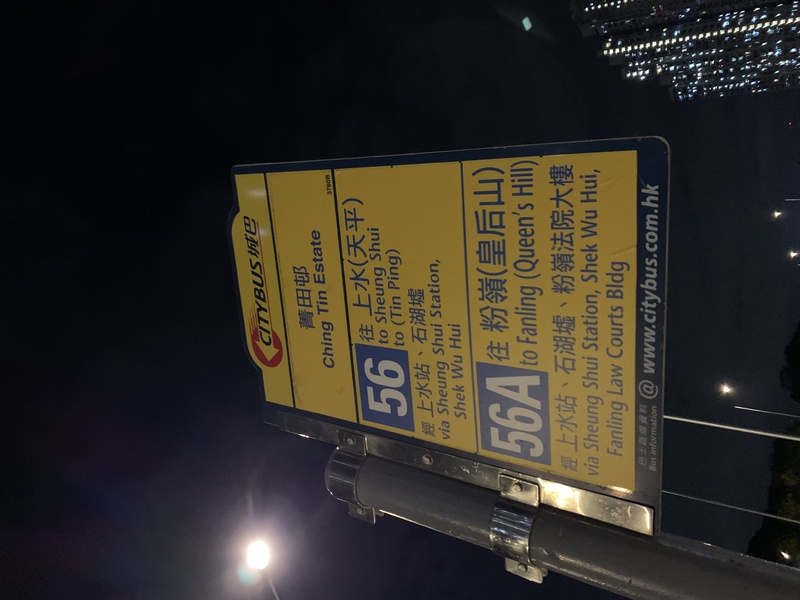 CITYBUS 城巴
菁田邨
Ching Tin Estate
3760B
56 往 上水(天平)
to Sheung Shui
to (Tin Ping)
經 上水站、石湖墟
via Sheung Shui Station,
Shek Wu Hui
56A 往 粉嶺(皇后山)
to Fanling (Queen's Hill)
經 上水站、石湖墟、粉嶺法院大樓
via Sheung Shui Station, Shek Wu Hui,
Fanling Law Courts Bldg
巴士路線資料
Bus information @ www.citybus.com.hk